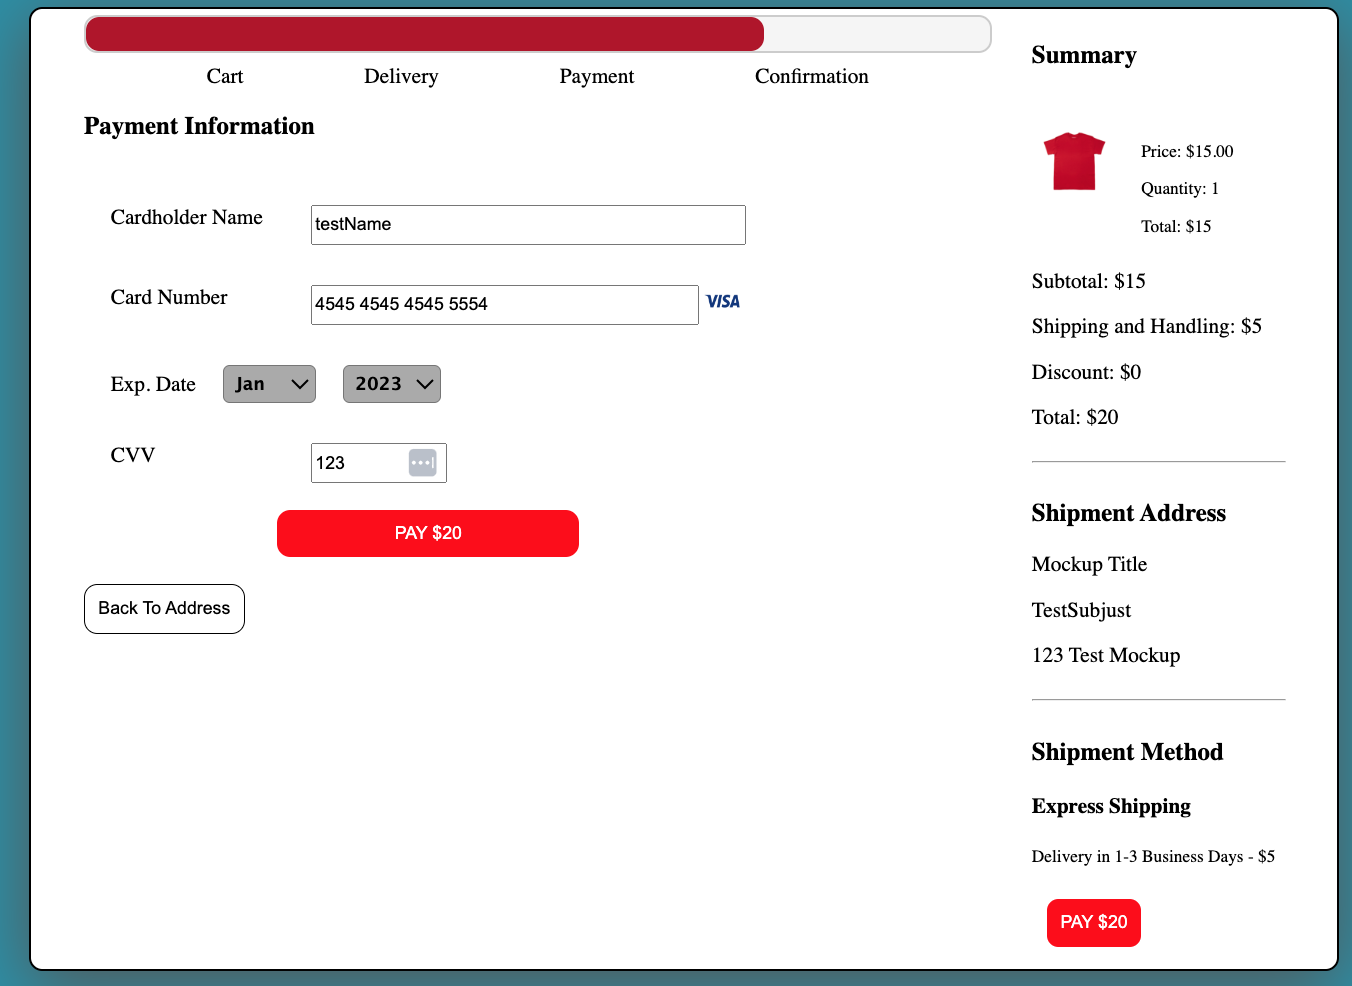 Cart Delivery Payment Confirmation
Payment Information
Cardholder Name testName
Card Number 4545 4545 4545 5554 VISA
Exp. Date Jan 2023
CVV 123
PAY $20
Back To Address
Summary
Price: $15.00
Quantity: 1
Total: $15
Subtotal: $15
Shipping and Handling: $5
Discount: $0
Total: $20
Shipment Address
Mockup Title
TestSubjust
123 Test Mockup
Shipment Method
Express Shipping
Delivery in 1-3 Business Days - $5
PAY $20